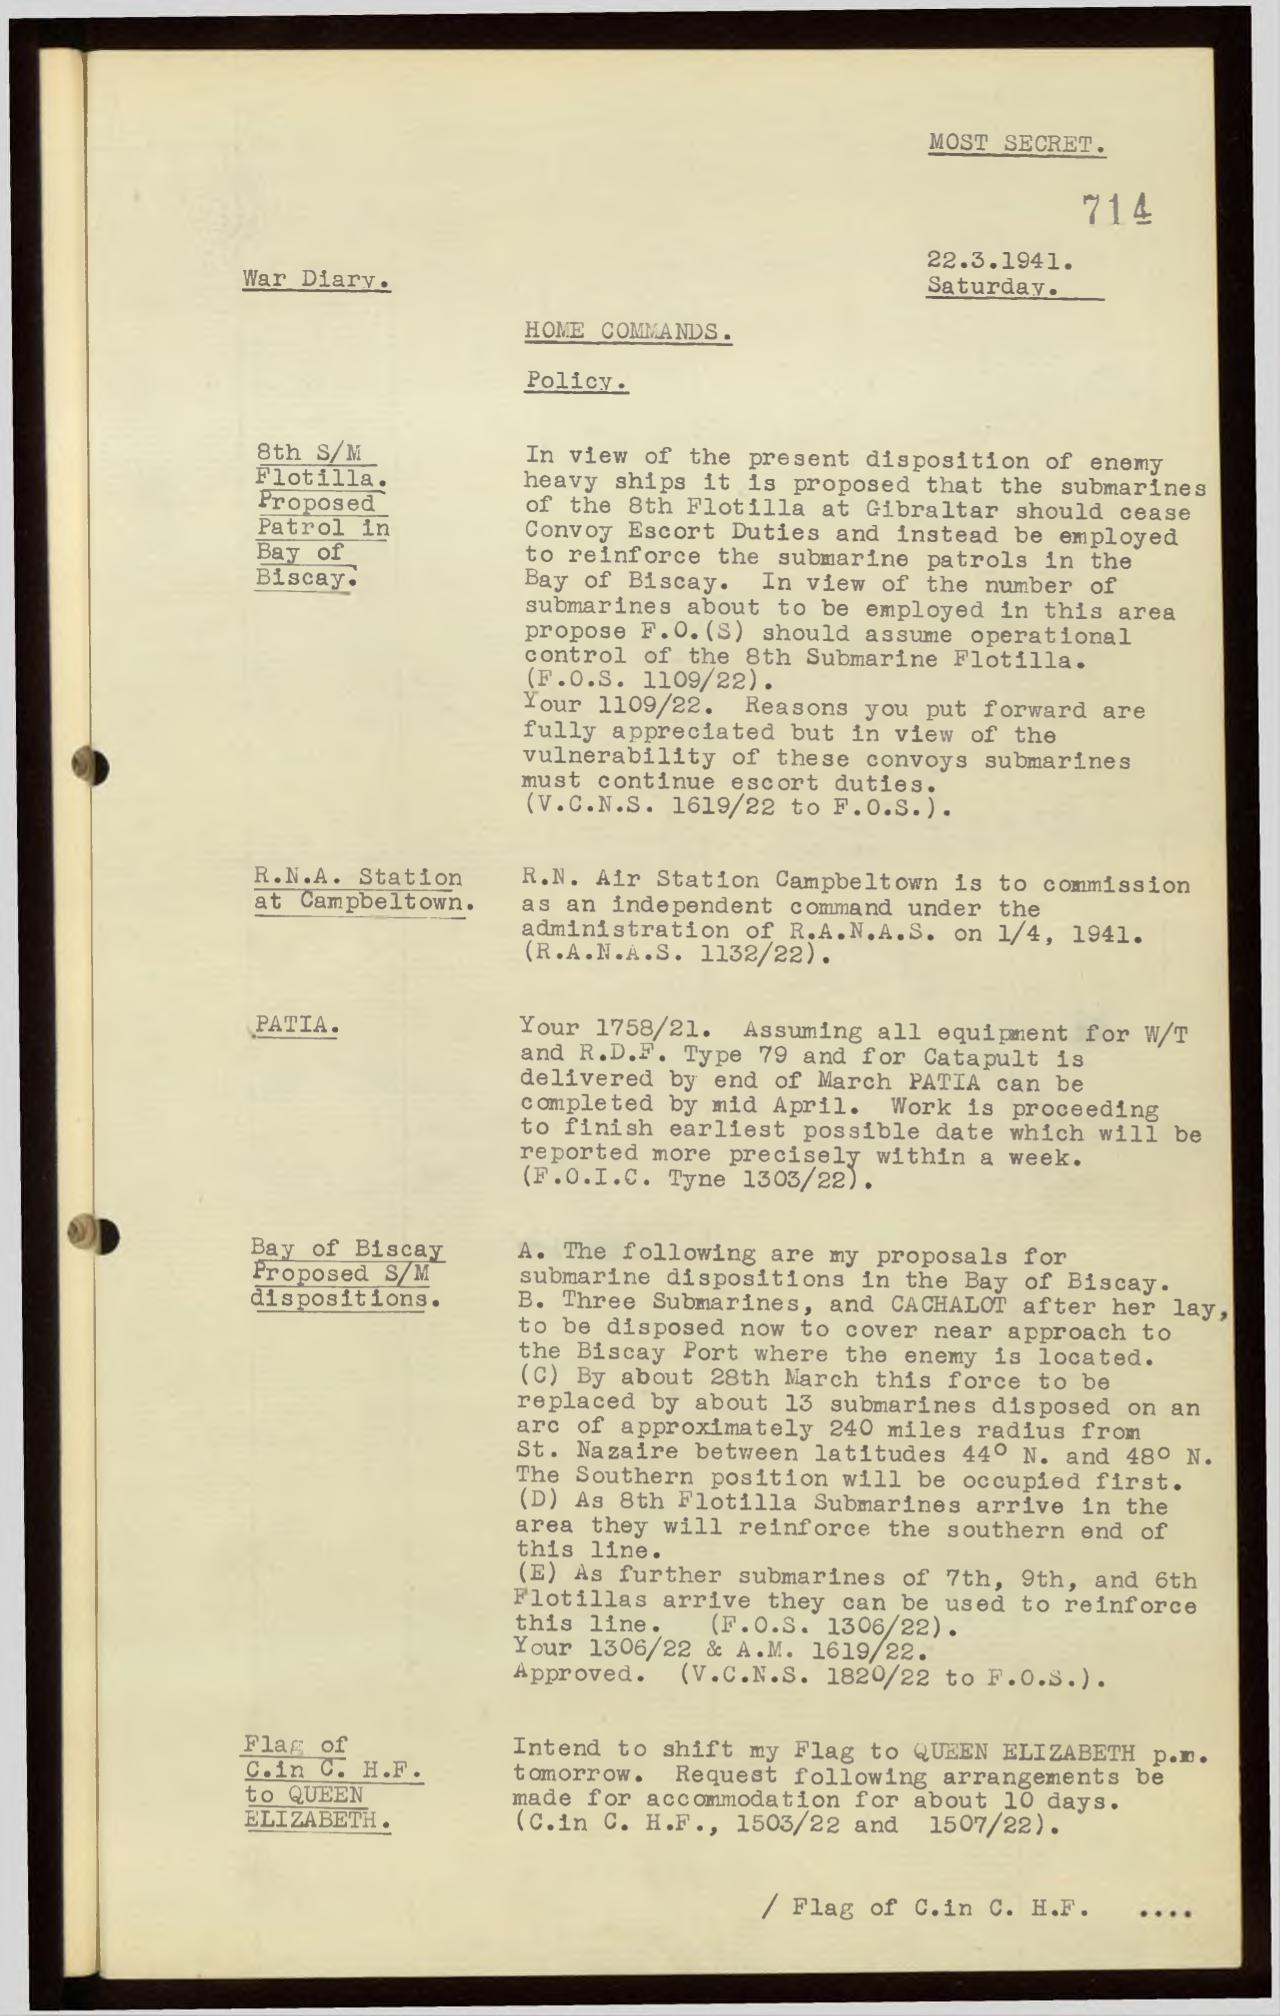 MOST SECRET.
714
War Diary.
22.3.1941.
Saturday.
HOME COMMANDS.
Policy.
8th S/M
Flotilla.
Proposed
Patrol in
Bay of
Biscay.
In view of the present disposition of enemy
heavy ships it is proposed that the submarines
of the 8th Flotilla at Gibraltar should cease
Convoy Escort Duties and instead be employed
to reinforce the submarine patrols in the
Bay of Biscay. In view of the number of
submarines about to be employed in this area
propose F.O.(S) should assume operational
control of the 8th Submarine Flotilla.
(F.O.S. 1109/22).
Your 1109/22. Reasons you put forward are
fully appreciated but in view of the
vulnerability of these convoys submarines
must continue escort duties.
(V.C.N.S. 1619/22 to F.O.S.).
R.N.A. Station
at Campbeltown.
R.N. Air Station Campbeltown is to commission
as an independent command under the
administration of R.A.N.A.S. on 1/4, 1941.
(R.A.N.A.S. 1132/22).
PATIA.
Your 1758/21. Assuming all equipment for W/T
and R.D.F. Type 79 and for Catapult is
delivered by end of March PATIA can be
completed by mid April. Work is proceeding
to finish earliest possible date which will be
reported more precisely within a week.
(F.O.I.C. Tyne 1303/22).
Bay of Biscay
Proposed S/M
dispositions.
A. The following are my proposals for
submarine dispositions in the Bay of Biscay.
B. Three Submarines, and CACHALOT after her lay,
to be disposed now to cover near approach to
the Biscay Port where the enemy is located.
(C) By about 28th March this force to be
replaced by about 13 submarines disposed on an
arc of approximately 240 miles radius from
St. Nazaire between latitudes 44° N. and 48° N.
The Southern position will be occupied first.
(D) As 8th Flotilla Submarines arrive in the
area they will reinforce the southern end of
this line.
(E) As further submarines of 7th, 9th, and 6th
Flotillas arrive they can be used to reinforce
this line. (F.O.S. 1306/22).
Your 1306/22 & A.M. 1619/22.
Approved. (V.C.N.S. 1820/22 to F.O.S.).
Flag of
C.in C. H.F.
to QUEEN
ELIZABETH.
Intend to shift my Flag to QUEEN ELIZABETH p.m.
tomorrow. Request following arrangements be
made for accommodation for about 10 days.
(C.in C. H.F., 1503/22 and 1507/22).
/ Flag of C.in C. H.F. ....